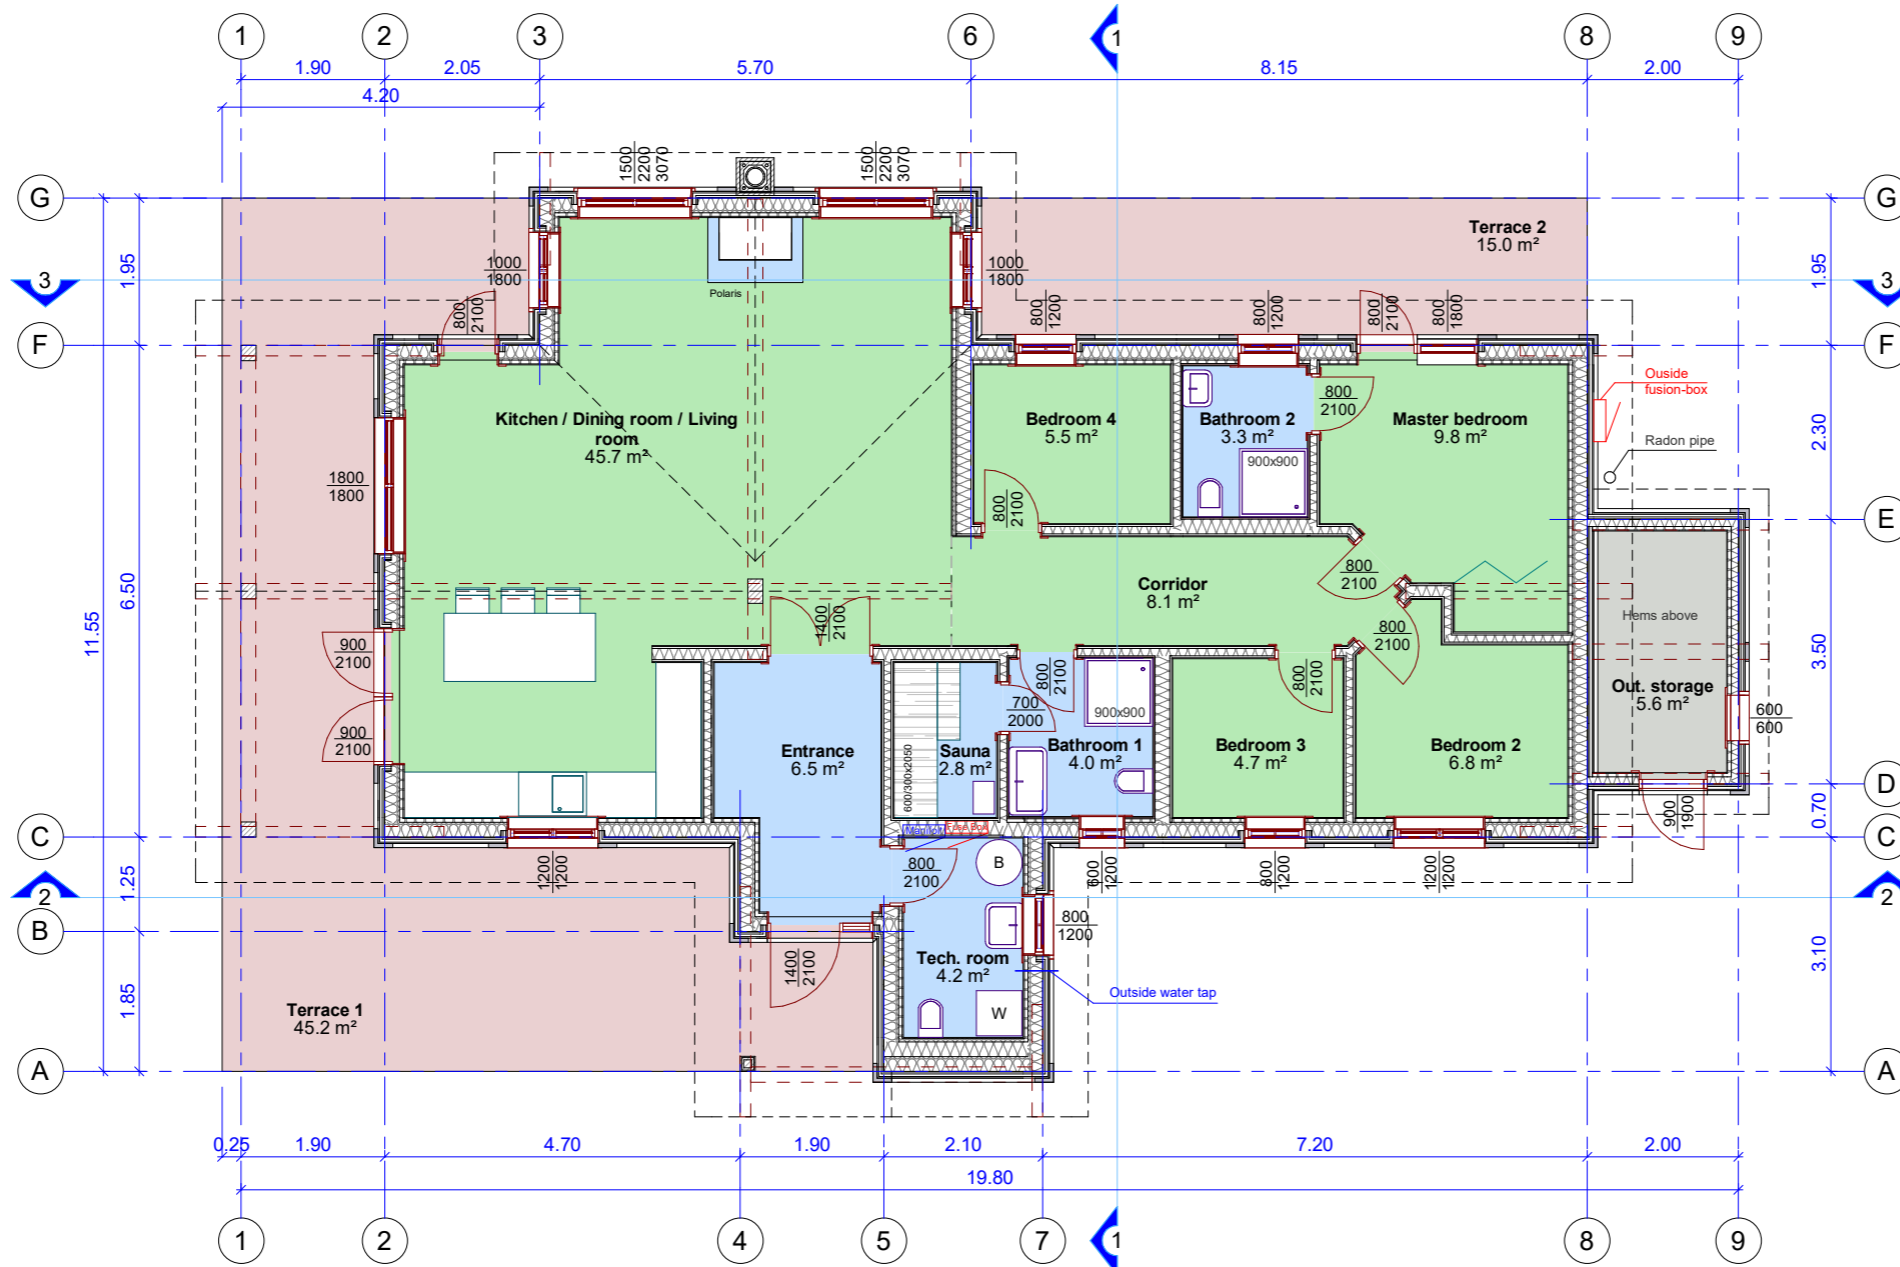 1
2
3
6
1
8
9
1.90
2.05
5.70
8.15
2.00
4.20
1500
2200
3070
1500
2200
3070
G
G
Terrace 2
15.0 m²
1.95
1000
1800
1000
1800
1.95
3
3
Polaris
800
2100
800
1200
800
1200
800
2100
800
1800
F
F
Ouside
fusion-box
800
2100
Kitchen / Dining room / Living
room
45.7 m²
Bedroom 4
5.5 m²
Bathroom 2
3.3 m²
Master bedroom
9.8 m²
2.30
Radon pipe
900x900
1800
1800
800
2100
E
11.55
6.50
Corridor
8.1 m²
800
2100
1400
2100
800
2100
Hems above
900
2100
800
2100
800
2100
3.50
Out. storage
5.6 m²
700
2000
900x900
600
600
900
2100
Entrance
6.5 m²
Sauna
2.8 m²
600/300x2050
Bathroom 1
4.0 m²
Bedroom 3
4.7 m²
Bedroom 2
6.8 m²
D
900
1900
0.70
C
C
Fuse Box
800
2100
B
1200
1200
600
1200
800
1200
1200
1200
1.25
2
2
B
800
1200
3.10
1400
2100
Tech. room
4.2 m²
Outside water tap
W
Terrace 1
45.2 m²
1.85
A
A
0.25
1.90
4.70
1.90
2.10
7.20
2.00
19.80
1
2
4
5
7
1
8
9